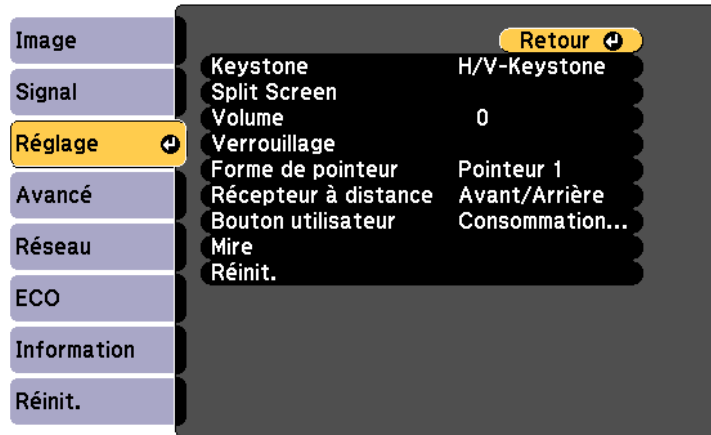 Image
Signal
Réglage
Avancé
Réseau
ECO
Information
Réinit.
Retour
Keystone H/V-Keystone
Split Screen
Volume 0
Verrouillage
Forme de pointeur Pointeur 1
Récepteur à distance Avant/Arrière
Bouton utilisateur Consommation...
Mire
Réinit.